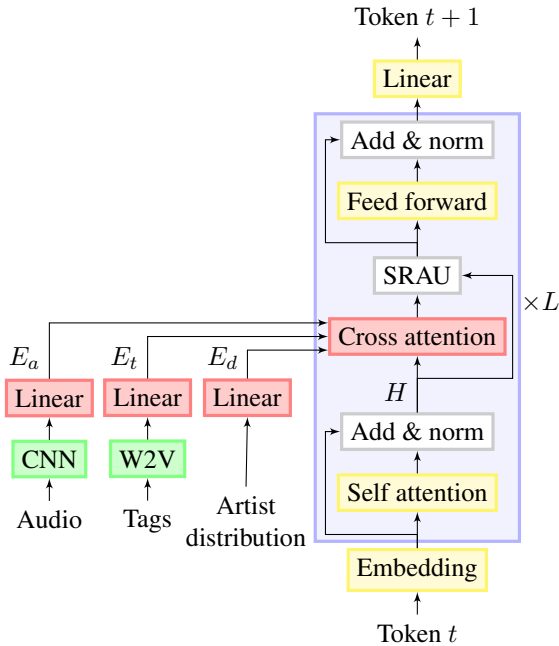 Token t + 1
Linear
Add & norm
Feed forward
SRAU
×L
Cross attention
E_a
E_t
E_d
Linear
Linear
Linear
H
Add & norm
CNN
W2V
Self attention
Audio
Tags
Artist
distribution
Embedding
Token t